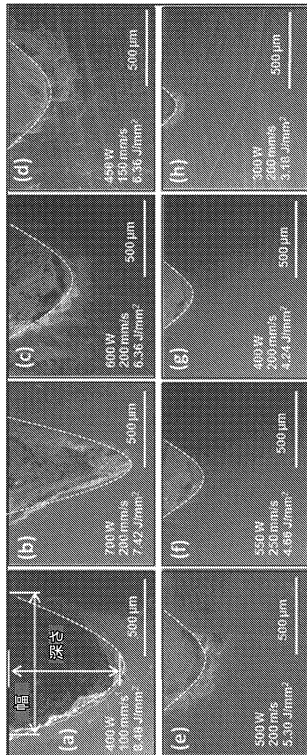 (a)
幅
深さ
400 W
100 mm/s
8.48 J/mm²
500 µm
(b)
700 W
200 mm/s
7.42 J/mm²
500 µm
(c)
600 W
200 mm/s
6.36 J/mm²
500 µm
(d)
450 W
150 mm/s
6.36 J/mm²
500 µm
(e)
500 W
200 mm/s
5.30 J/mm²
500 µm
(f)
550 W
250 mm/s
4.66 J/mm²
500 µm
(g)
400 W
200 mm/s
4.24 J/mm²
500 µm
(h)
300 W
200 mm/s
3.18 J/mm²
500 µm